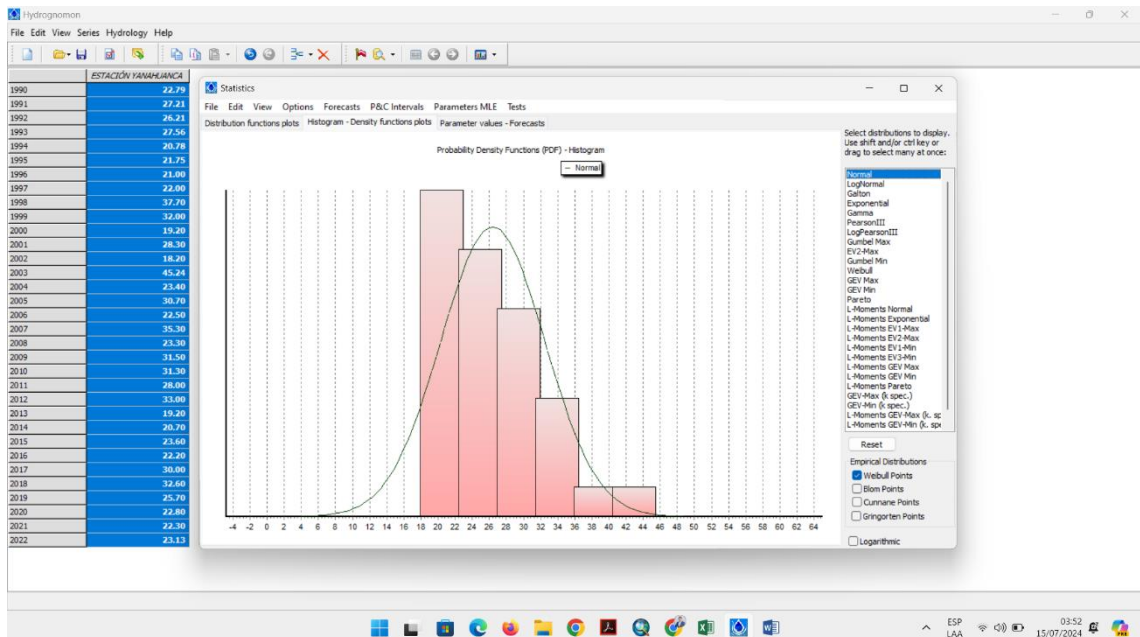 Hydrognomon
File Edit View Series Hydrology Help
ESTACIÓN YANAHUANCA
1990 22.79
1991 27.21
1992 26.21
1993 27.56
1994 20.78
1995 21.75
1996 21.00
1997 22.00
1998 37.70
1999 32.00
2000 19.20
2001 28.30
2002 18.20
2003 45.24
2004 23.40
2005 30.70
2006 22.50
2007 35.30
2008 23.30
2009 31.50
2010 31.30
2011 28.00
2012 33.00
2013 19.20
2014 20.70
2015 23.60
2016 22.20
2017 30.00
2018 32.60
2019 25.70
2020 22.80
2021 22.30
2022 23.13
Statistics
File Edit View Options Forecasts P&C Intervals Parameters MLE Tests
Distribution functions plots Histogram - Density functions plots Parameter values - Forecasts
Probability Density Functions (PDF) - Histogram
Normal
-4 -2 0 2 4 6 8 10 12 14 16 18 20 22 24 26 28 30 32 34 36 38 40 42 44 46 48 50 52 54 56 58 60 62 64
Select distributions to display.
Use shift and/or ctrl key or
drag to select many at once:
Normal
LogNormal
Galton
Exponential
Gamma
PearsonIII
LogPearsonIII
Gumbel Max
EV2-Max
Gumbel Min
Weibull
GEV Max
GEV Min
Pareto
L-Moments Normal
L-Moments Exponential
L-Moments EV1-Max
L-Moments EV2-Max
L-Moments EV1-Min
L-Moments EV3-Min
L-Moments GEV Max
L-Moments GEV Min
L-Moments Pareto
GEV-Max (k spec.)
GEV-Min (k spec.)
L-Moments GEV-Max (k. sp
L-Moments GEV-Min (k. spe
Reset
Empirical Distributions
Weibull Points
Blom Points
Cunnane Points
Gringorten Points
Logarithmic
ESP
LAA
03:52
15/07/2024